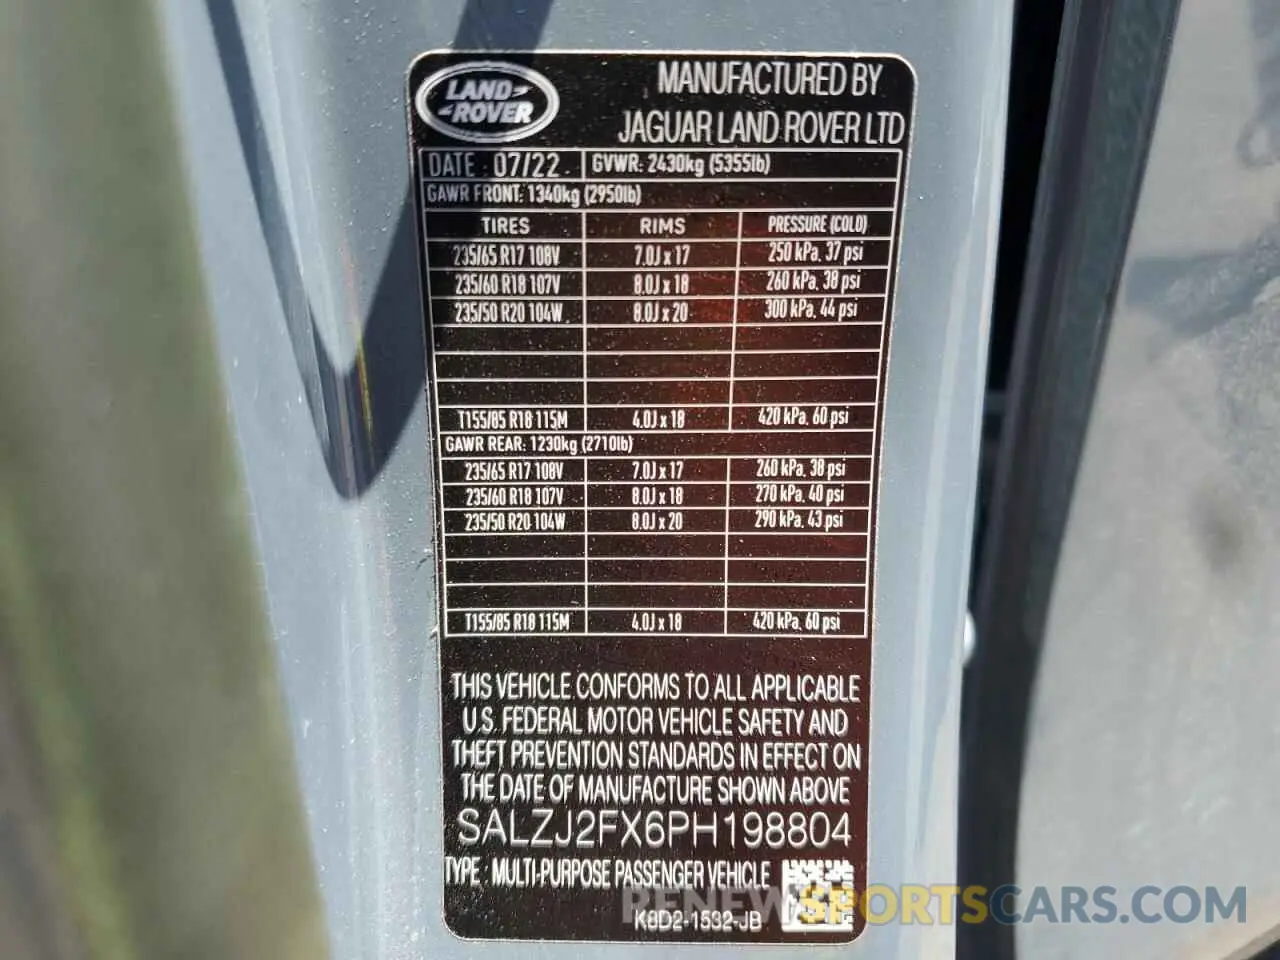 LAND ROVER
MANUFACTURED BY
JAGUAR LAND ROVER LTD
DATE : 07/22 GVWR: 2430kg (5355lb)
GAWR FRONT: 1340kg (2950lb)
TIRES RIMS PRESSURE (COLD)
235/65 R17 108V 7.0J x 17 250 kPa, 37 psi
235/60 R18 107V 8.0J x 18 260 kPa, 38 psi
235/50 R20 104W 8.0J x 20 300 kPa, 44 psi
T155/85 R18 115M 4.0J x 18 420 kPa, 60 psi
GAWR REAR: 1230kg (2710lb)
235/65 R17 108V 7.0J x 17 260 kPa, 38 psi
235/60 R18 107V 8.0J x 18 270 kPa, 40 psi
235/50 R20 104W 8.0J x 20 290 kPa, 43 psi
T155/85 R18 115M 4.0J x 18 420 kPa, 60 psi
THIS VEHICLE CONFORMS TO ALL APPLICABLE
U.S. FEDERAL MOTOR VEHICLE SAFETY AND
THEFT PREVENTION STANDARDS IN EFFECT ON
THE DATE OF MANUFACTURE SHOWN ABOVE
SALZJ2FX6PH198804
TYPE : MULTI-PURPOSE PASSENGER VEHICLE
K8D2-1532-JB
RENEWSPORTSCARS.COM